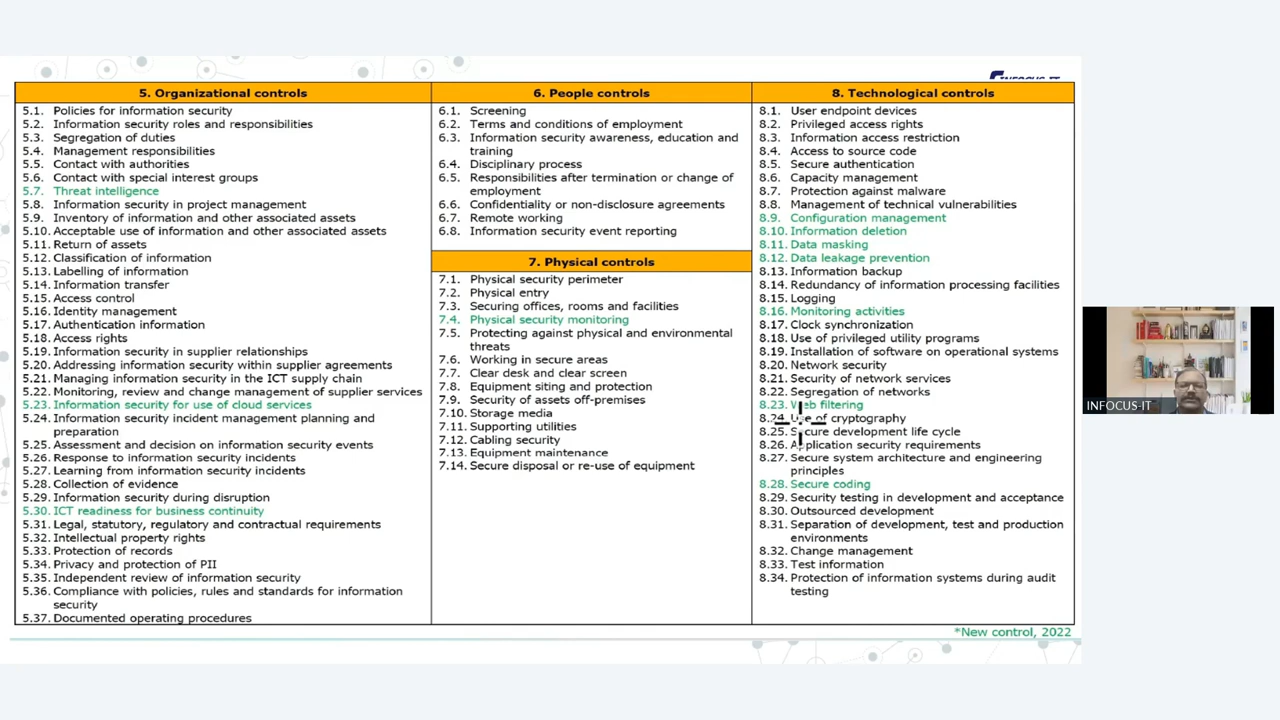 INFOCUS-IT
5. Organizational controls
5.1. Policies for information security
5.2. Information security roles and responsibilities
5.3. Segregation of duties
5.4. Management responsibilities
5.5. Contact with authorities
5.6. Contact with special interest groups
5.7. Threat intelligence
5.8. Information security in project management
5.9. Inventory of information and other associated assets
5.10. Acceptable use of information and other associated assets
5.11. Return of assets
5.12. Classification of information
5.13. Labelling of information
5.14. Information transfer
5.15. Access control
5.16. Identity management
5.17. Authentication information
5.18. Access rights
5.19. Information security in supplier relationships
5.20. Addressing information security within supplier agreements
5.21. Managing information security in the ICT supply chain
5.22. Monitoring, review and change management of supplier services
5.23. Information security for use of cloud services
5.24. Information security incident management planning and
preparation
5.25. Assessment and decision on information security events
5.26. Response to information security incidents
5.27. Learning from information security incidents
5.28. Collection of evidence
5.29. Information security during disruption
5.30. ICT readiness for business continuity
5.31. Legal, statutory, regulatory and contractual requirements
5.32. Intellectual property rights
5.33. Protection of records
5.34. Privacy and protection of PII
5.35. Independent review of information security
5.36. Compliance with policies, rules and standards for information
security
5.37. Documented operating procedures
6. People controls
6.1. Screening
6.2. Terms and conditions of employment
6.3. Information security awareness, education and
training
6.4. Disciplinary process
6.5. Responsibilities after termination or change of
employment
6.6. Confidentiality or non-disclosure agreements
6.7. Remote working
6.8. Information security event reporting
7. Physical controls
7.1. Physical security perimeter
7.2. Physical entry
7.3. Securing offices, rooms and facilities
7.4. Physical security monitoring
7.5. Protecting against physical and environmental
threats
7.6. Working in secure areas
7.7. Clear desk and clear screen
7.8. Equipment siting and protection
7.9. Security of assets off-premises
7.10. Storage media
7.11. Supporting utilities
7.12. Cabling security
7.13. Equipment maintenance
7.14. Secure disposal or re-use of equipment
8. Technological controls
8.1. User endpoint devices
8.2. Privileged access rights
8.3. Information access restriction
8.4. Access to source code
8.5. Secure authentication
8.6. Capacity management
8.7. Protection against malware
8.8. Management of technical vulnerabilities
8.9. Configuration management
8.10. Information deletion
8.11. Data masking
8.12. Data leakage prevention
8.13. Information backup
8.14. Redundancy of information processing facilities
8.15. Logging
8.16. Monitoring activities
8.17. Clock synchronization
8.18. Use of privileged utility programs
8.19. Installation of software on operational systems
8.20. Network security
8.21. Security of network services
8.22. Segregation of networks
8.23. Web filtering
8.24. Use of cryptography
8.25. Secure development life cycle
8.26. Application security requirements
8.27. Secure system architecture and engineering
principles
8.28. Secure coding
8.29. Security testing in development and acceptance
8.30. Outsourced development
8.31. Separation of development, test and production
environments
8.32. Change management
8.33. Test information
8.34. Protection of information systems during audit
testing
*New control, 2022
INFOCUS-IT